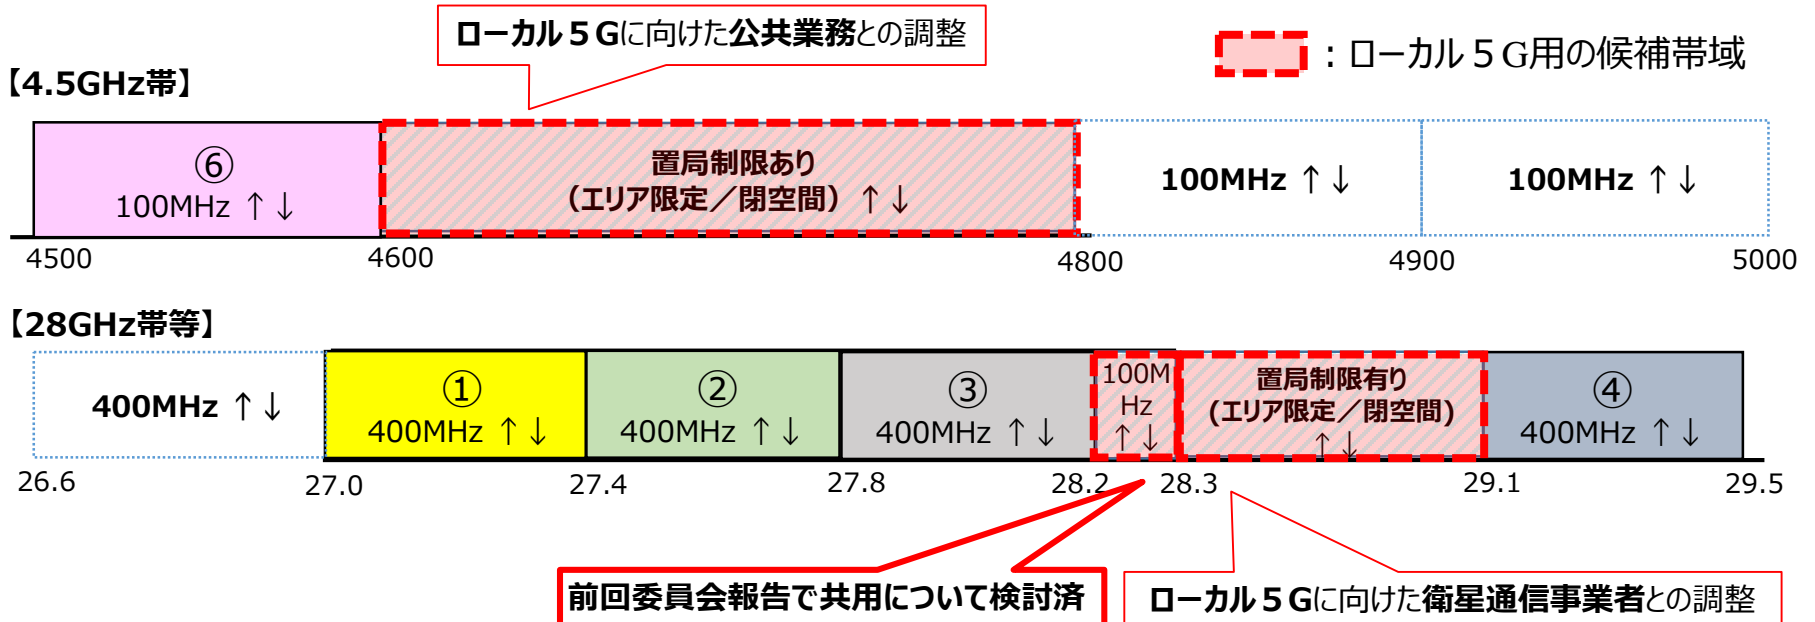 ローカル５Gに向けた公共業務との調整
：ローカル５G用の候補帯域
【4.5GHz帯】
⑥
100MHz ↑↓
置局制限あり
（エリア限定／閉空間） ↑↓
100MHz ↑↓
100MHz ↑↓
4500
4600
4800
4900
5000
【28GHz帯等】
400MHz ↑↓
①
400MHz ↑↓
②
400MHz ↑↓
③
400MHz ↑↓
100M
Hz
↑↓
置局制限有り
(エリア限定／閉空間)
↑↓
④
400MHz ↑↓
26.6
27.0
27.4
27.8
28.2
28.3
29.1
29.5
前回委員会報告で共用について検討済
ローカル５Gに向けた衛星通信事業者との調整